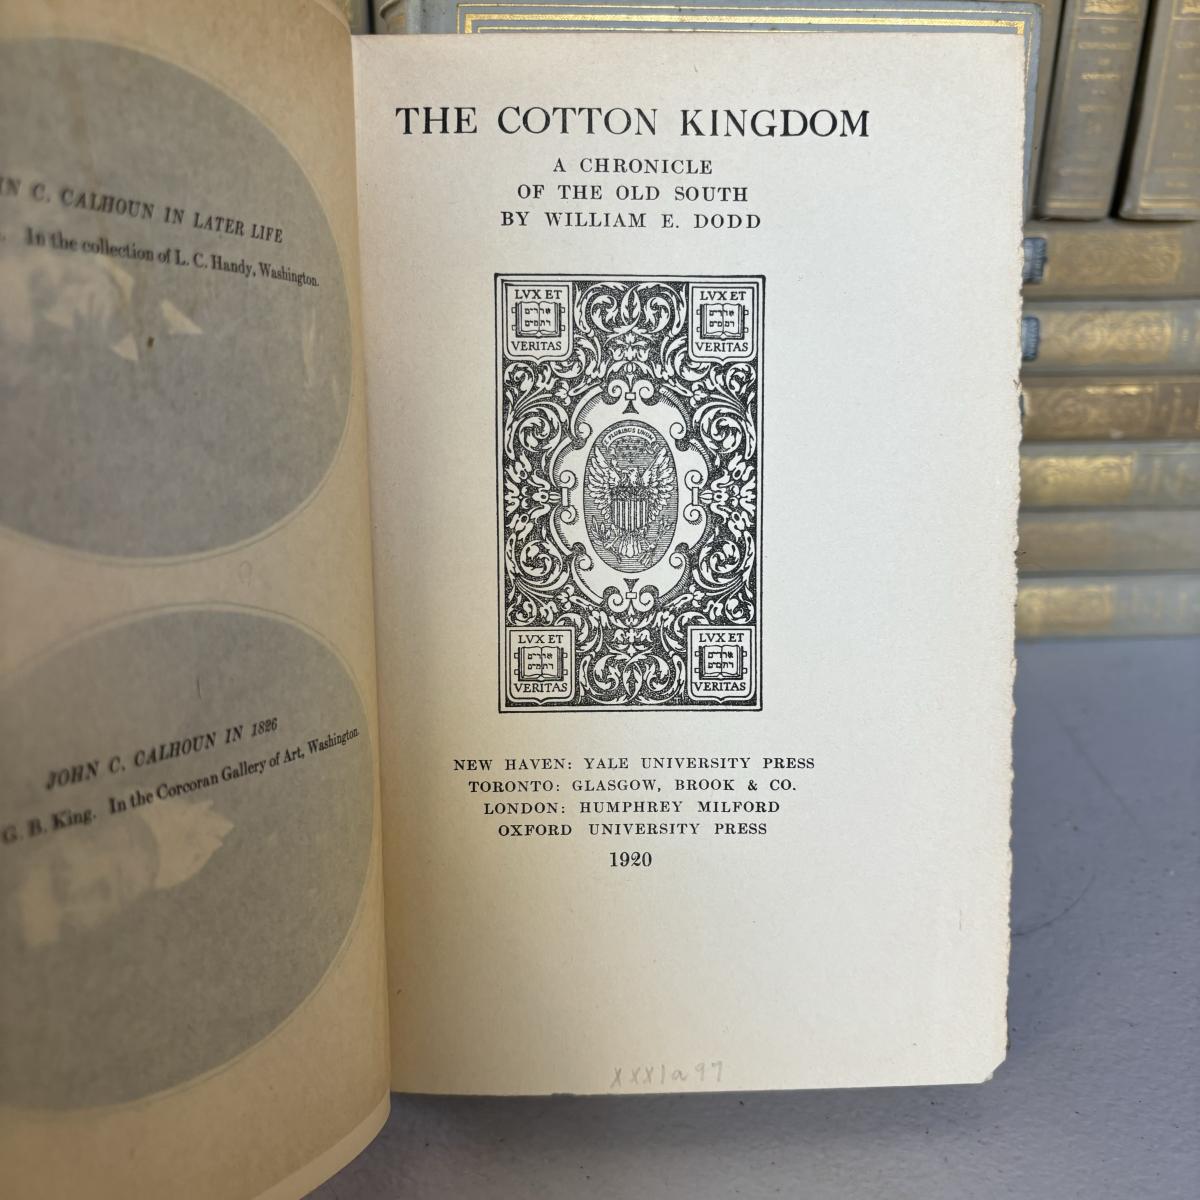 THE COTTON KINGDOM
A CHRONICLE
OF THE OLD SOUTH
BY WILLIAM E. DODD
LVX ET
VERITAS
LVX ET
VERITAS
PLURIBUS UNUM
LVX ET
VERITAS
LVX ET
VERITAS
NEW HAVEN: YALE UNIVERSITY PRESS
TORONTO: GLASGOW, BROOK & CO.
LONDON: HUMPHREY MILFORD
OXFORD UNIVERSITY PRESS
1920
xxx1a97
C. CALHOUN IN LATER LIFE
In the collection of L. C. Handy, Washington.
JOHN C. CALHOUN IN 1826
G. B. King. In the Corcoran Gallery of Art, Washington.